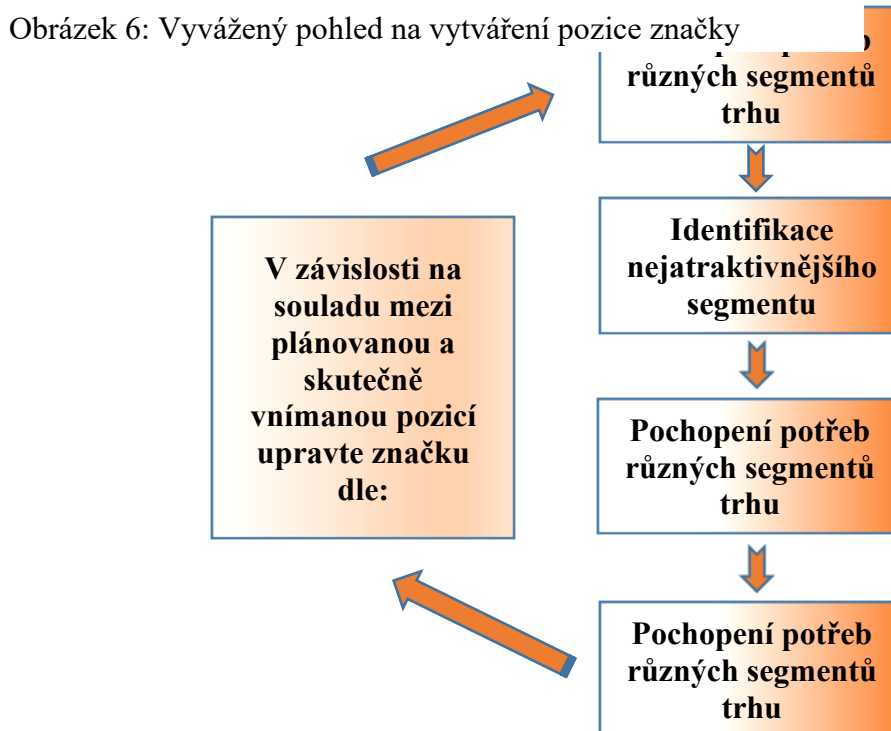 Obrázek 6: Vyvážený pohled na vytváření pozice značky
různých segmentů
trhu
Identifikace
nejatraktivnějšího
segmentu
V závislosti na
souladu mezi
plánovanou a
skutečně
vnímanou pozicí
upravte značku
dle:
Pochopení potřeb
různých segmentů
trhu
Pochopení potřeb
různých segmentů
trhu